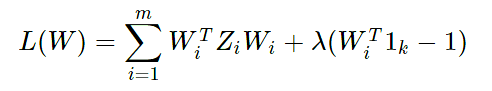 L(W) = \sum_{i=1}^{m} W_i^T Z_i W_i + \lambda(W_i^T 1_k - 1)